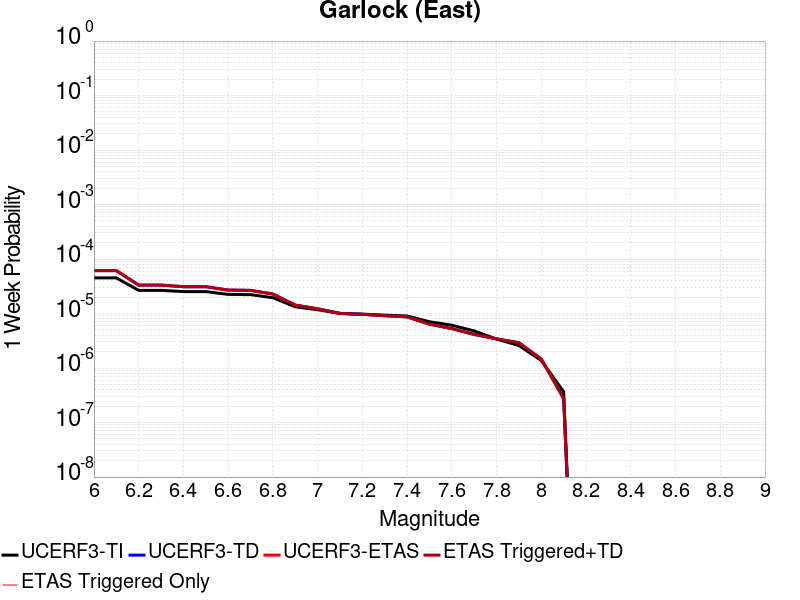 Garlock (East)
10^0
10^-1
10^-2
10^-3
10^-4
10^-5
10^-6
10^-7
10^-8
1 Week Probability
6 6.2 6.4 6.6 6.8 7 7.2 7.4 7.6 7.8 8 8.2 8.4 8.6 8.8 9
Magnitude
UCERF3-TI UCERF3-TD UCERF3-ETAS ETAS Triggered+TD
ETAS Triggered Only